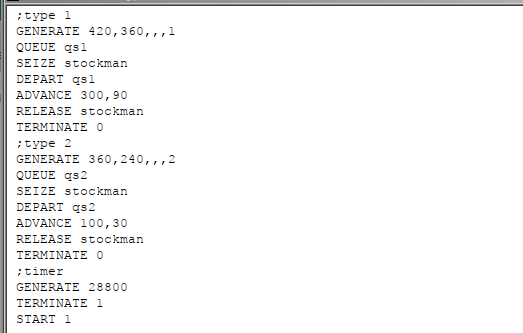 ;type 1
GENERATE 420,360,,,1
QUEUE qs1
SEIZE stockman
DEPART qs1
ADVANCE 300,90
RELEASE stockman
TERMINATE 0
;type 2
GENERATE 360,240,,,2
QUEUE qs2
SEIZE stockman
DEPART qs2
ADVANCE 100,30
RELEASE stockman
TERMINATE 0
;timer
GENERATE 28800
TERMINATE 1
START 1